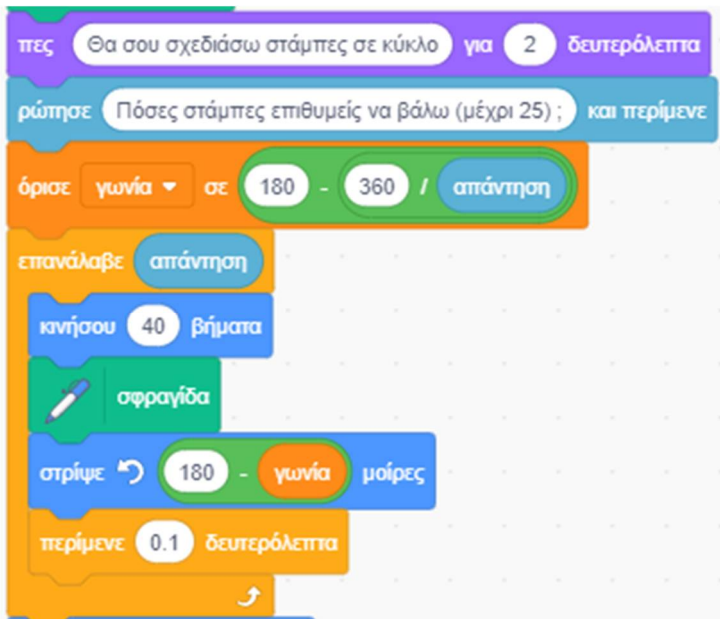 πες Θα σου σχεδιάσω στάμπες σε κύκλο για 2 δευτερόλεπτα
ρώτησε Πόσες στάμπες επιθυμείς να βάλω (μέχρι 25) ; και περίμενε
όρισε γωνία σε 180 - 360 / απάντηση
επανάλαβε απάντηση
κινήσου 40 βήματα
σφραγίδα
στρίψε 180 - γωνία μοίρες
περίμενε 0.1 δευτερόλεπτα